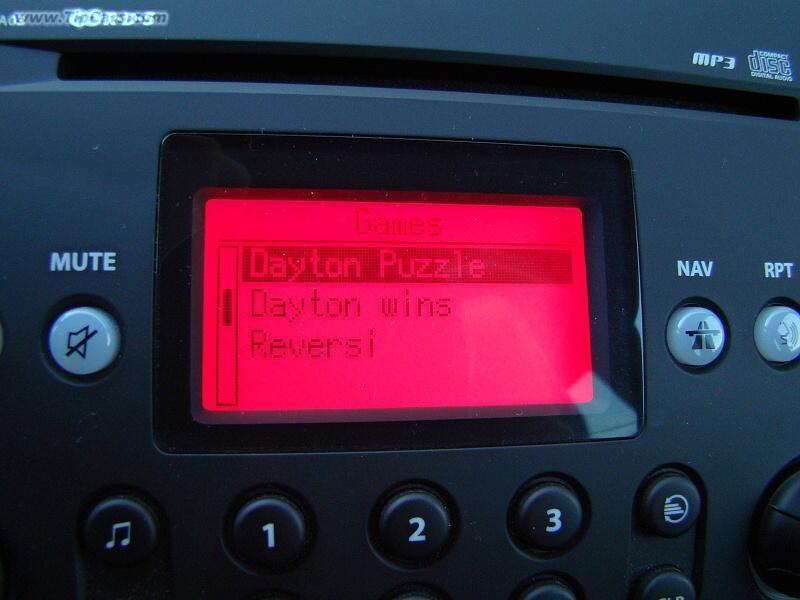 MP3
COMPACT
disc
DIGITAL AUDIO
Games
Dayton Puzzle
Dayton wins
Reversi
MUTE
NAV
RPT
1
2
3